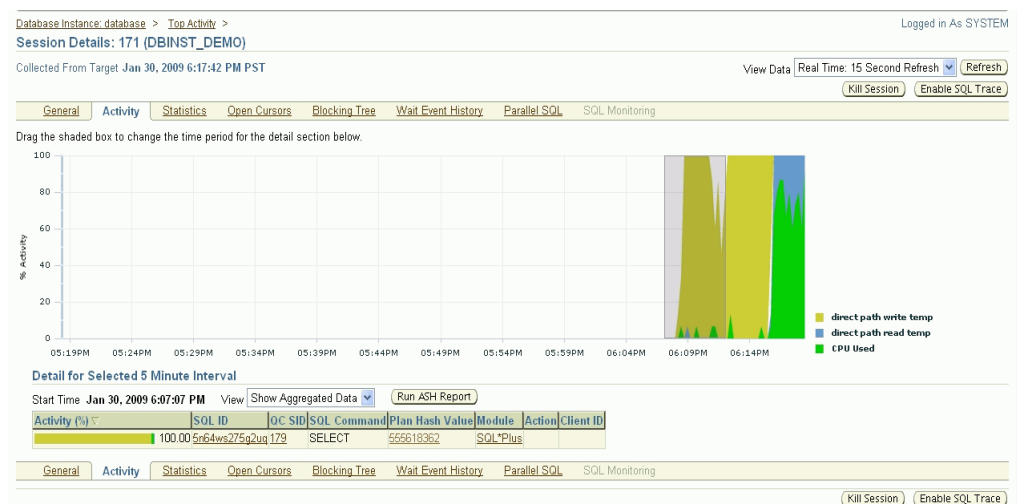 Database Instance: database > Top Activity >
Logged in As SYSTEM
Session Details: 171 (DBINST_DEMO)
Collected From Target Jan 30, 2009 6:17:42 PM PST
View Data Real Time: 15 Second Refresh Refresh
Kill Session Enable SQL Trace
General Activity Statistics Open Cursors Blocking Tree Wait Event History Parallel SQL SQL Monitoring
Drag the shaded box to change the time period for the detail section below.
100
80
60
40
20
0
% Activity
05:19PM 05:24PM 05:29PM 05:34PM 05:39PM 05:44PM 05:49PM 05:54PM 05:59PM 06:04PM 06:09PM 06:14PM
direct path write temp
direct path read temp
CPU Used
Detail for Selected 5 Minute Interval
Start Time Jan 30, 2009 6:07:07 PM View Show Aggregated Data Run ASH Report
Activity (%) SQL ID QC SID SQL Command Plan Hash Value Module Action Client ID
100.00 5n64ws275g2uq 179 SELECT 555618362 SQL*Plus
General Activity Statistics Open Cursors Blocking Tree Wait Event History Parallel SQL SQL Monitoring
Kill Session Enable SQL Trace